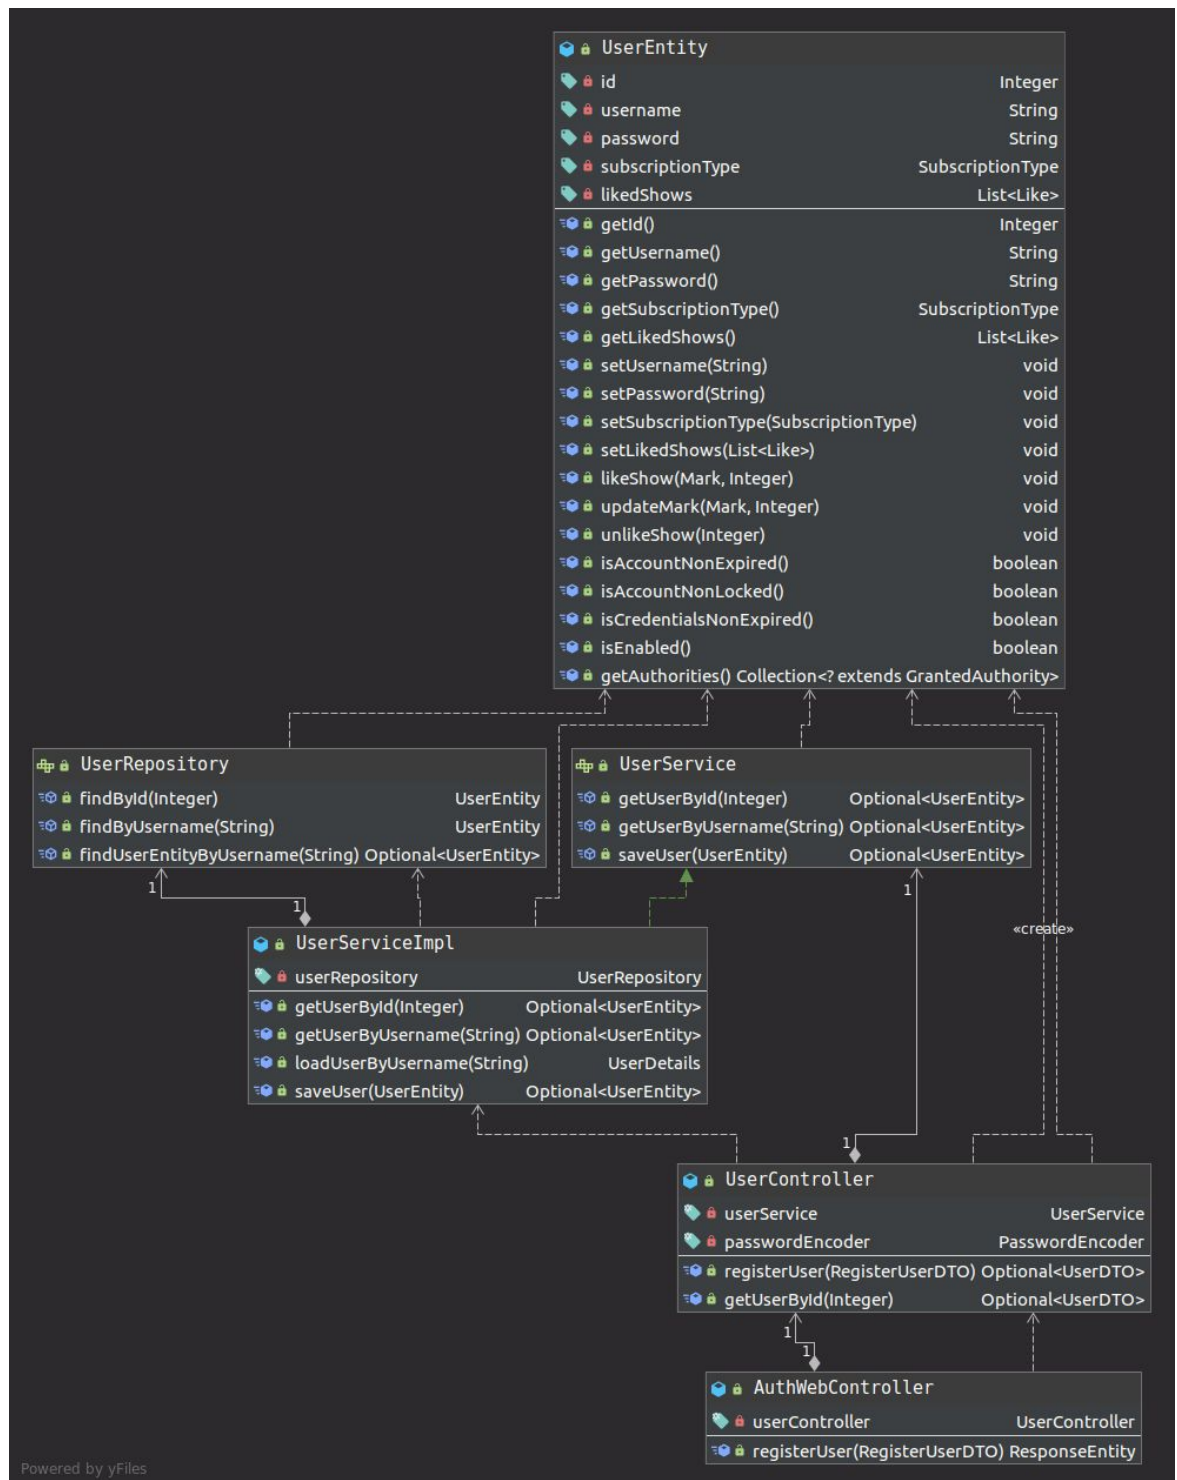 UserEntity
id Integer
username String
password String
subscriptionType SubscriptionType
likedShows List<Like>
getId() Integer
getUsername() String
getPassword() String
getSubscriptionType() SubscriptionType
getLikedShows() List<Like>
setUsername(String) void
setPassword(String) void
setSubscriptionType(SubscriptionType) void
setLikedShows(List<Like>) void
likeShow(Mark, Integer) void
updateMark(Mark, Integer) void
unlikeShow(Integer) void
isAccountNonExpired() boolean
isAccountNonLocked() boolean
isCredentialsNonExpired() boolean
isEnabled() boolean
getAuthorities() Collection<? extends GrantedAuthority>
UserRepository
findById(Integer) UserEntity
findByUsername(String) UserEntity
findUserEntityByUsername(String) Optional<UserEntity>
UserService
getUserById(Integer) Optional<UserEntity>
getUserByUsername(String) Optional<UserEntity>
saveUser(UserEntity) Optional<UserEntity>
1
1
1
«create»
UserServiceImpl
userRepository UserRepository
getUserById(Integer) Optional<UserEntity>
getUserByUsername(String) Optional<UserEntity>
loadUserByUsername(String) UserDetails
saveUser(UserEntity) Optional<UserEntity>
1
UserController
userService UserService
passwordEncoder PasswordEncoder
registerUser(RegisterUserDTO) Optional<UserDTO>
getUserById(Integer) Optional<UserDTO>
1
1
AuthWebController
userController UserController
registerUser(RegisterUserDTO) ResponseEntity
Powered by yFiles